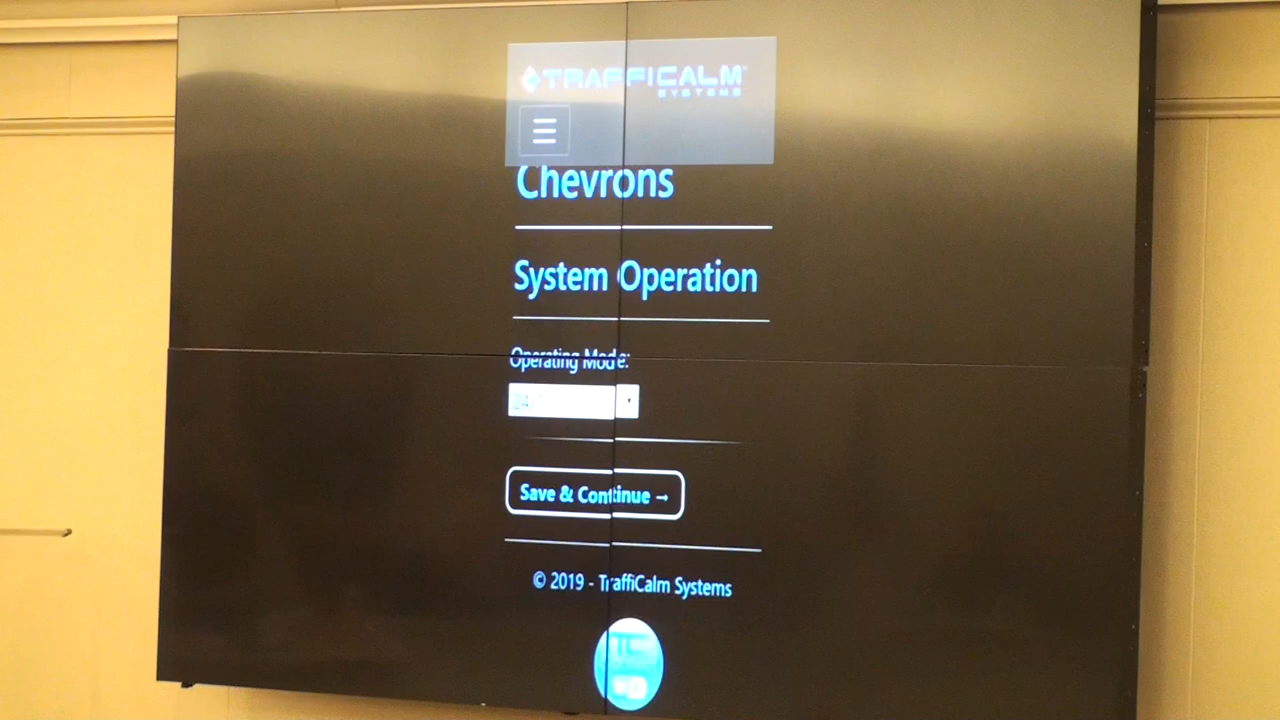 TRAFFICALM
SYSTEMS
Chevrons
System Operation
Operating Mode:
Save & Continue →
© 2019 - TraffiCalm Systems